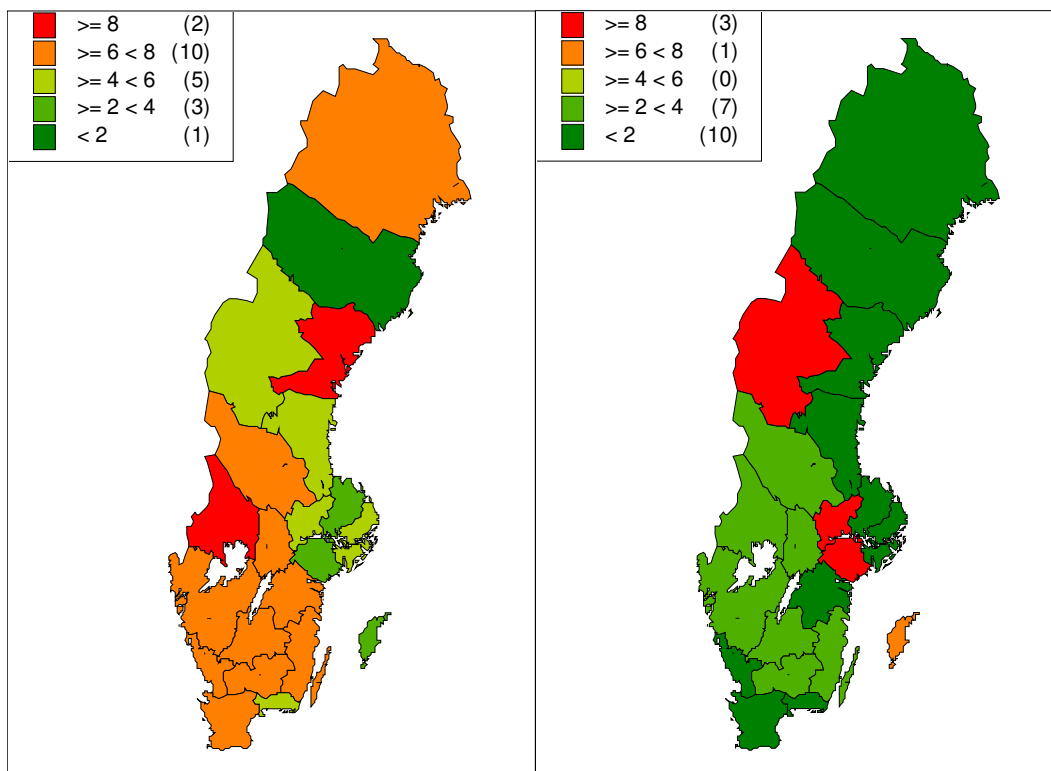 >= 8 (2)
>= 6 < 8 (10)
>= 4 < 6 (5)
>= 2 < 4 (3)
< 2 (1)
>= 8 (3)
>= 6 < 8 (1)
>= 4 < 6 (0)
>= 2 < 4 (7)
< 2 (10)